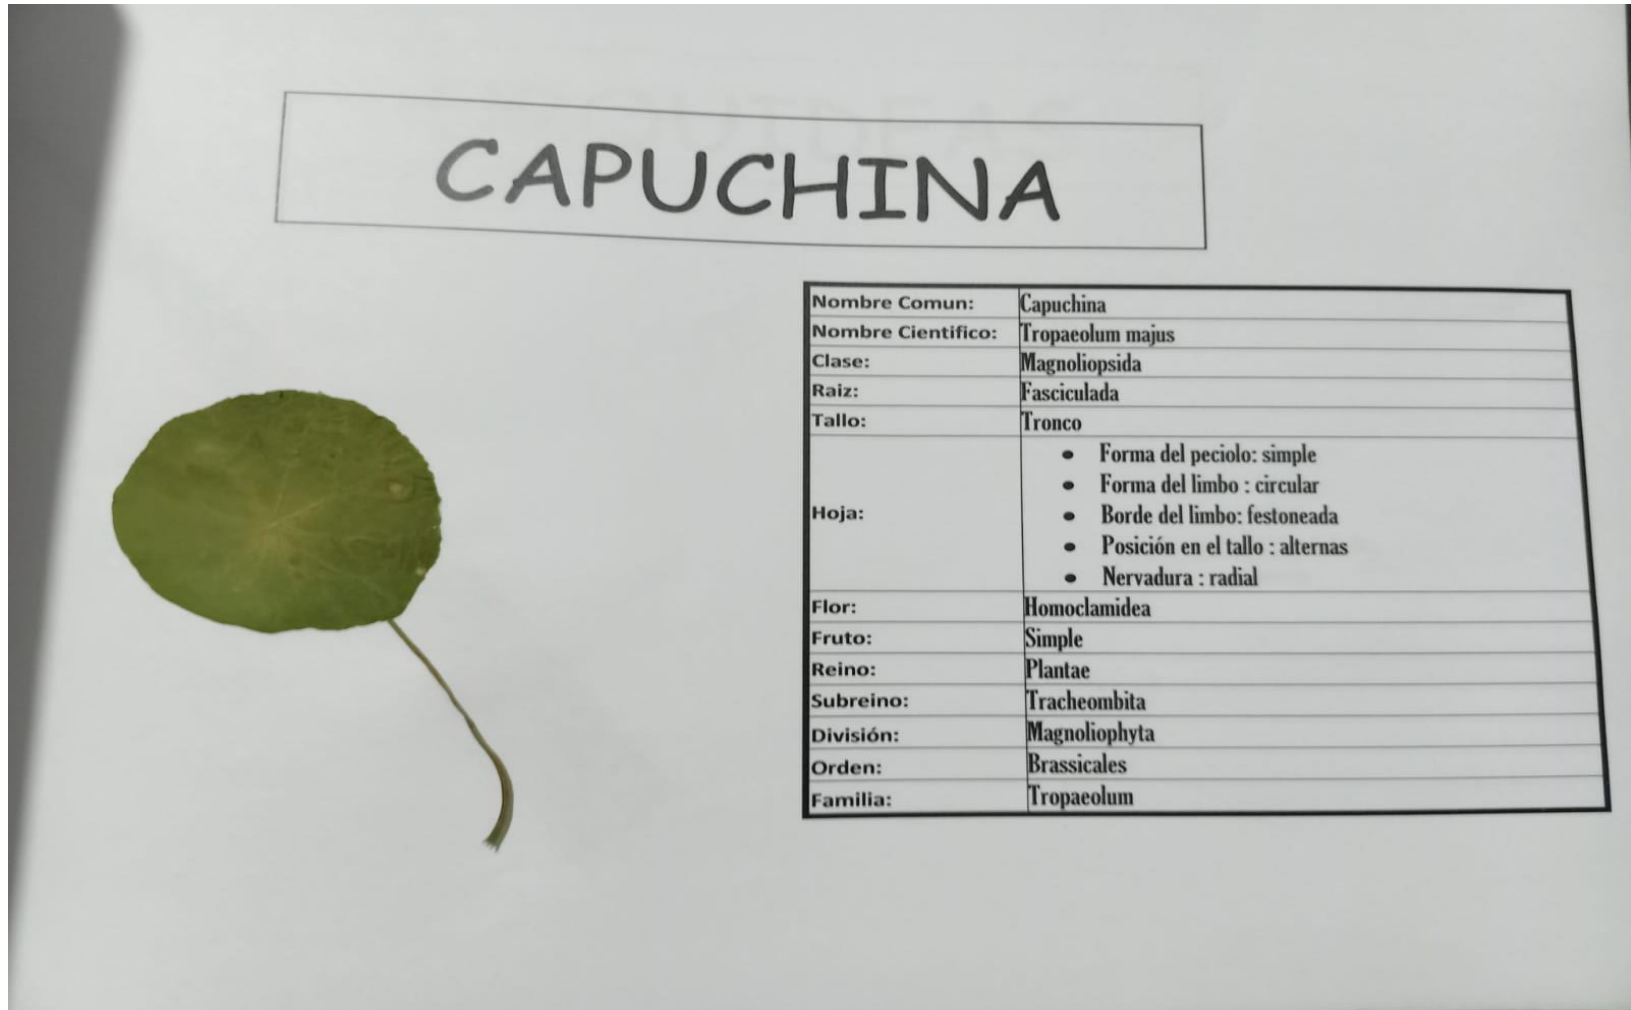 CAPUCHINA
Nombre Comun: Capuchina
Nombre Cientifico: Tropaeolum majus
Clase: Magnoliopsida
Raiz: Fasciculada
Tallo: Tronco
Hoja:
• Forma del peciolo: simple
• Forma del limbo : circular
• Borde del limbo: festoneada
• Posición en el tallo : alternas
• Nervadura : radial
Flor: Homoclamidea
Fruto: Simple
Reino: Plantae
Subreino: Tracheombita
División: Magnoliophyta
Orden: Brassicales
Familia: Tropaeolum